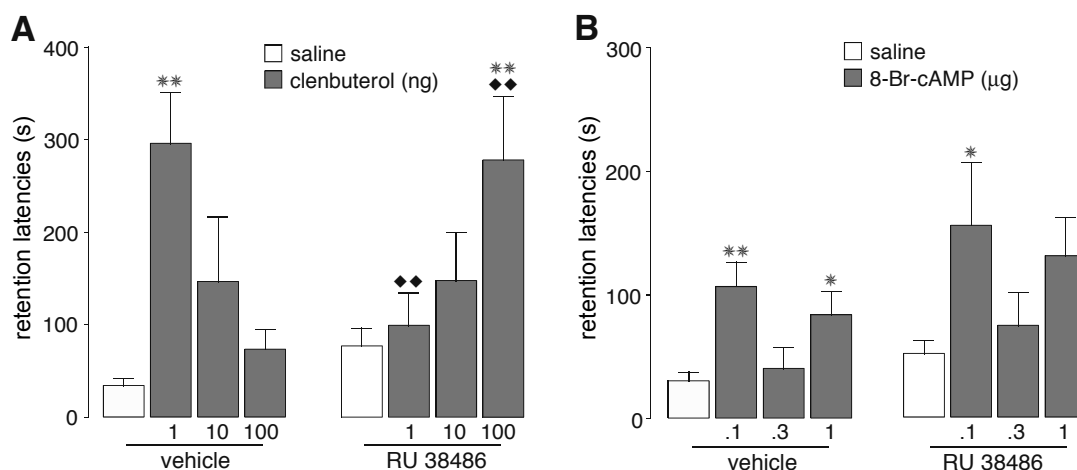 A
retention latencies (s)
400
300
200
100
0
saline
clenbuterol (ng)
✳✳
✳✳
◆◆
◆◆
1 10 100 1 10 100
vehicle RU 38486
B
retention latencies (s)
300
200
100
0
saline
8-Br-cAMP (μg)
✳
✳✳
✳
.1 .3 1 .1 .3 1
vehicle RU 38486